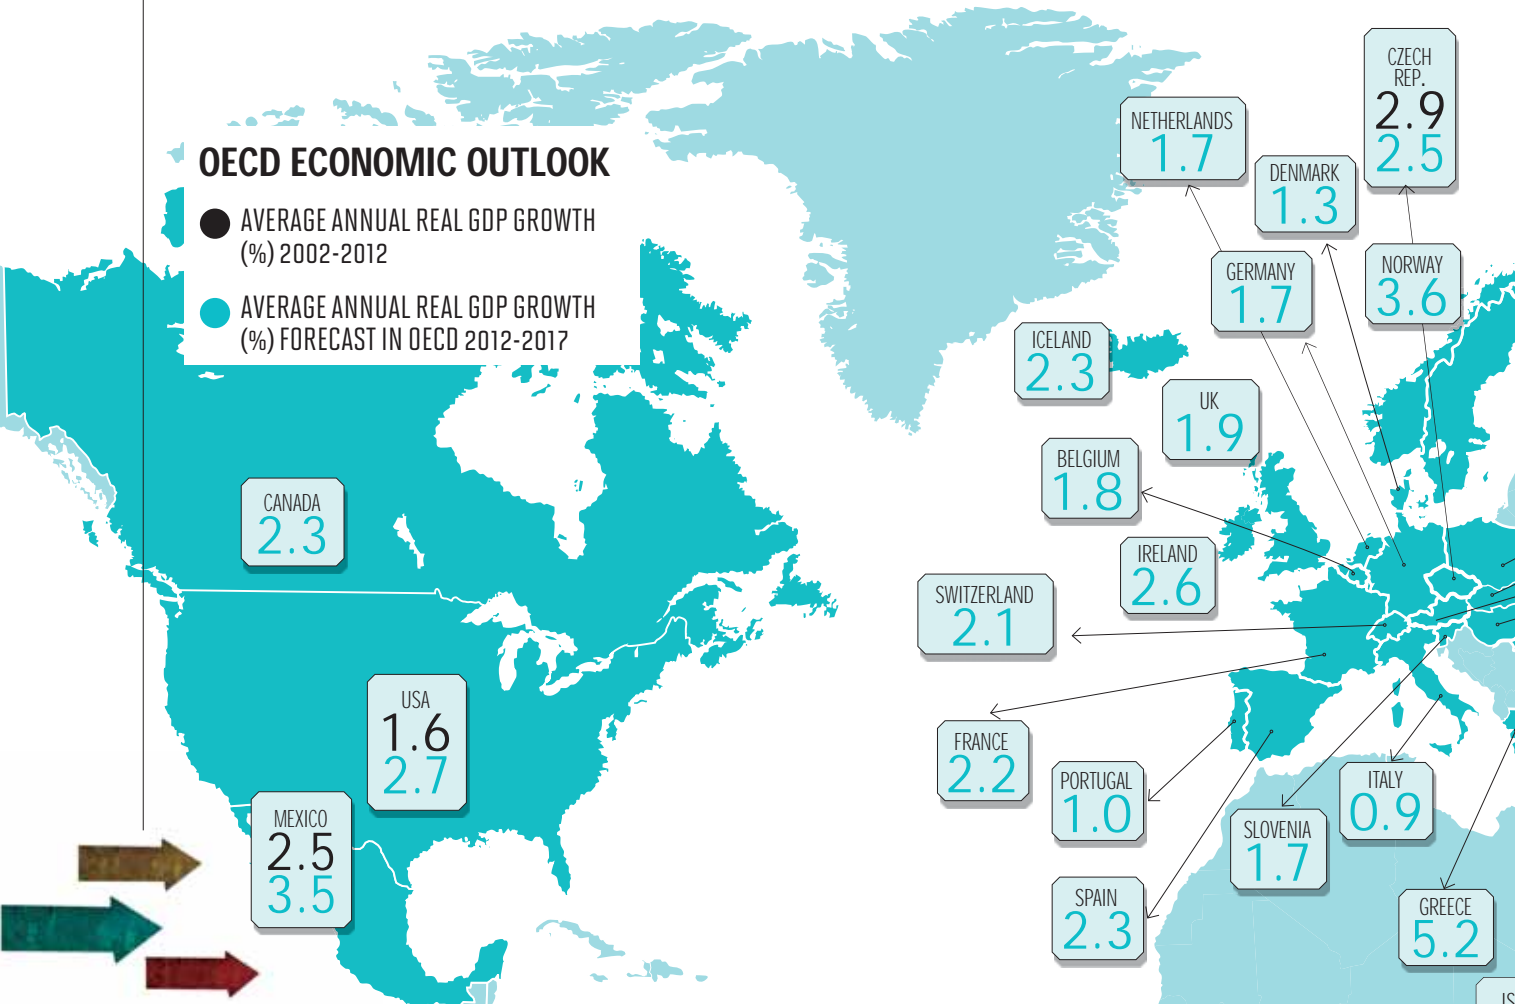 OECD ECONOMIC OUTLOOK
AVERAGE ANNUAL REAL GDP GROWTH
(%) 2002-2012
AVERAGE ANNUAL REAL GDP GROWTH
(%) FORECAST IN OECD 2012-2017
CANADA
2.3
USA
1.6
2.7
MEXICO
2.5
3.5
CZECH
REP.
2.9
2.5
NETHERLANDS
1.7
DENMARK
1.3
GERMANY
1.7
NORWAY
3.6
ICELAND
2.3
UK
1.9
BELGIUM
1.8
IRELAND
2.6
SWITZERLAND
2.1
FRANCE
2.2
PORTUGAL
1.0
ITALY
0.9
SLOVENIA
1.7
SPAIN
2.3
GREECE
5.2